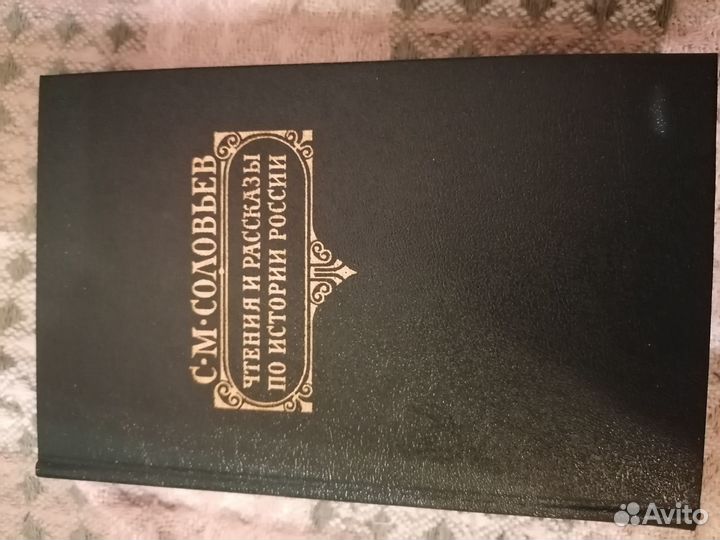 С·М·СОЛОВЬЕВ
ЧТЕНИЯ И РАССКАЗЫ
ПО ИСТОРИИ РОССИИ
Avito